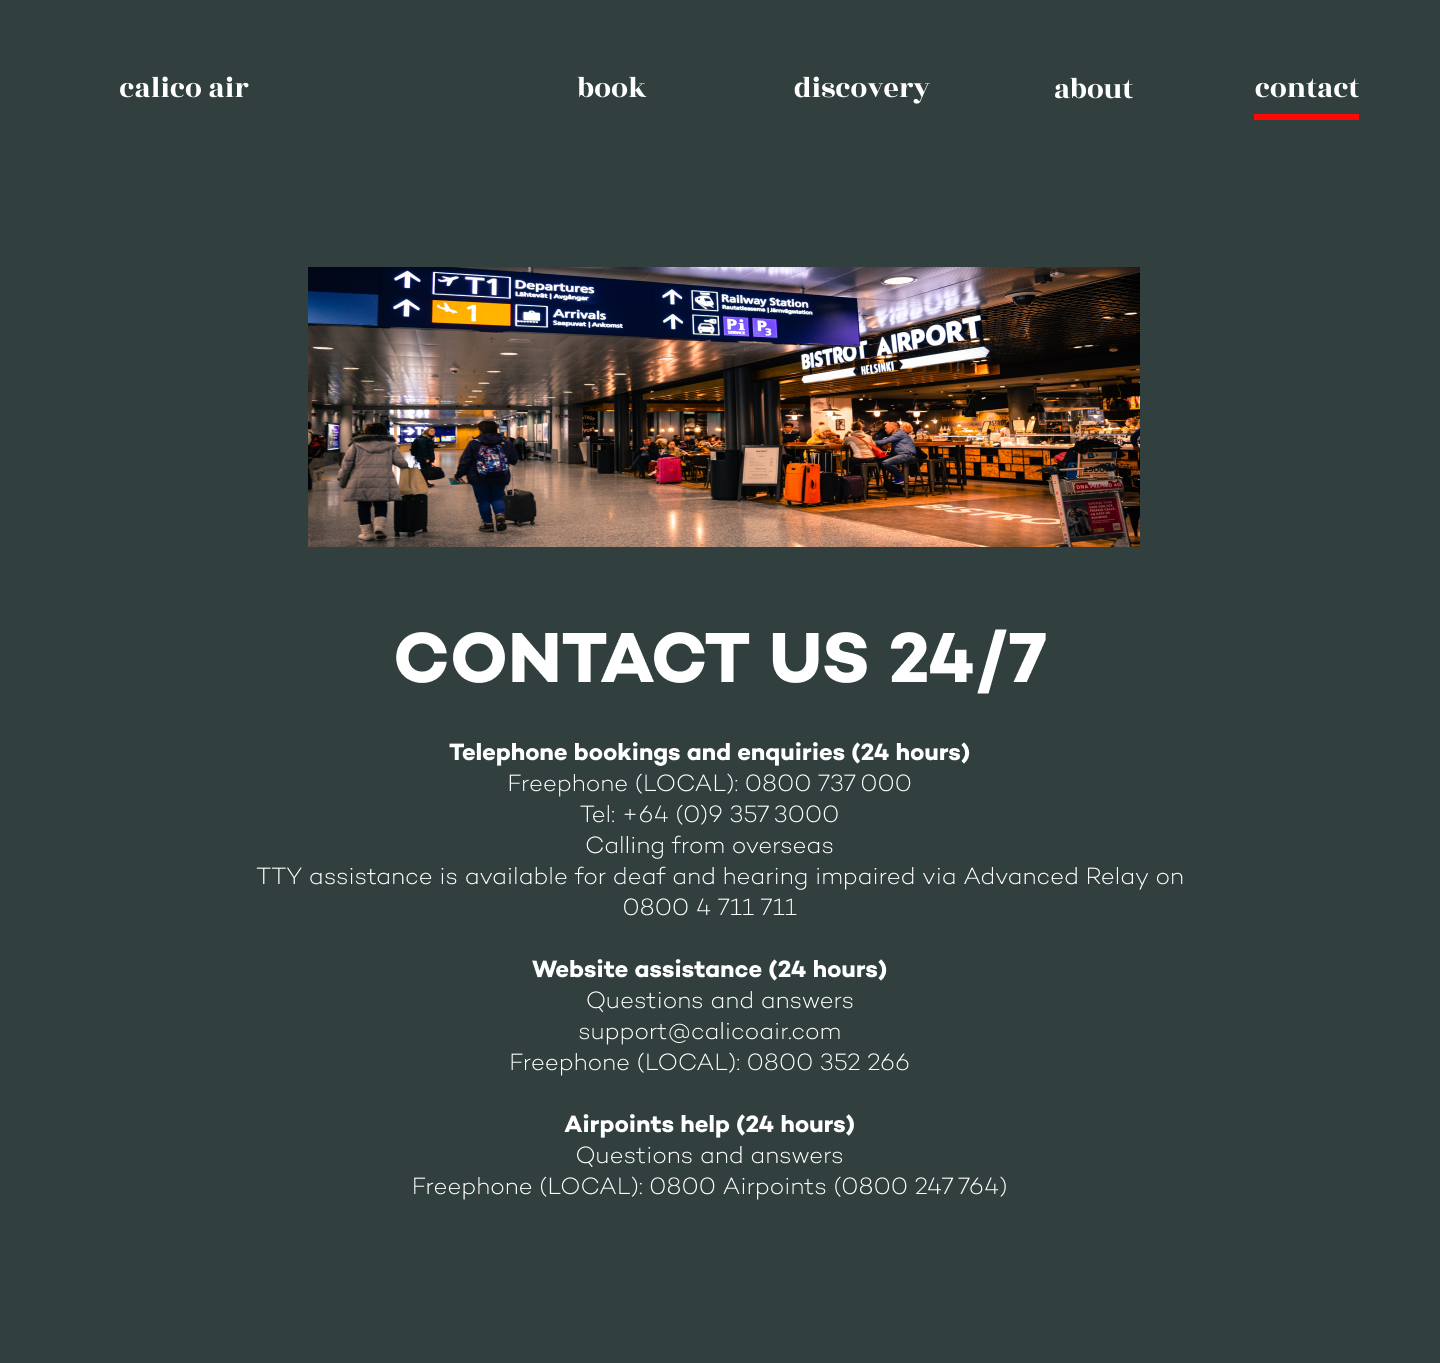 calico air
book
discovery
about
contact
T1
Departures
Lähtevät | Avgångar
1
Arrivals
Saapuvat | Ankomst
Railway Station
Rautatieasema | Järnvägsstation
Pi
P3
BISTROT AIRPORT
HELSINKI
BISTRO
CONTACT US 24/7
Telephone bookings and enquiries (24 hours)
Freephone (LOCAL): 0800 737 000
Tel: +64 (0)9 357 3000
Calling from overseas
TTY assistance is available for deaf and hearing impaired via Advanced Relay on
0800 4 711 711
Website assistance (24 hours)
Questions and answers
support@calicoair.com
Freephone (LOCAL): 0800 352 266
Airpoints help (24 hours)
Questions and answers
Freephone (LOCAL): 0800 Airpoints (0800 247 764)